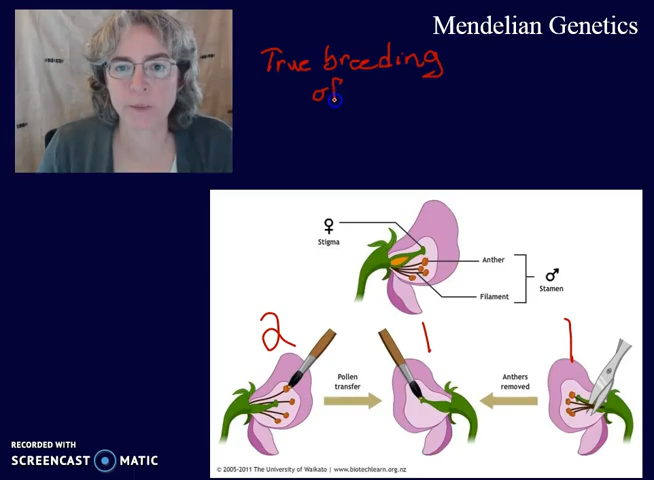 Mendelian Genetics
True breeding
of
♀
Stigma
Anther
Filament
♂
Stamen
2
1
1
Pollen
transfer
Anthers
removed
RECORDED WITH
SCREENCAST MATIC
© 2005-2011 The University of Waikato | www.biotechlearn.org.nz